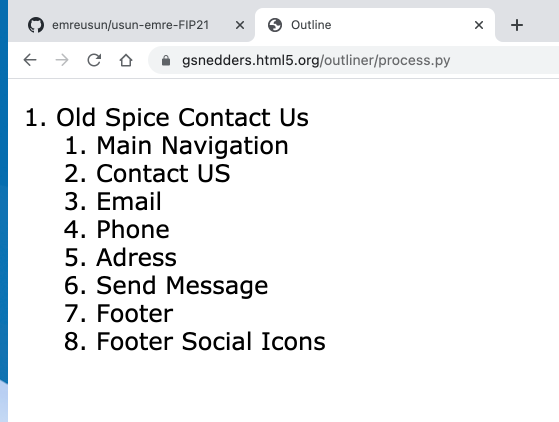 emreusun/usun-emre-FIP21
Outline
gsnedders.html5.org/outliner/process.py
1. Old Spice Contact Us
1. Main Navigation
2. Contact US
3. Email
4. Phone
5. Adress
6. Send Message
7. Footer
8. Footer Social Icons